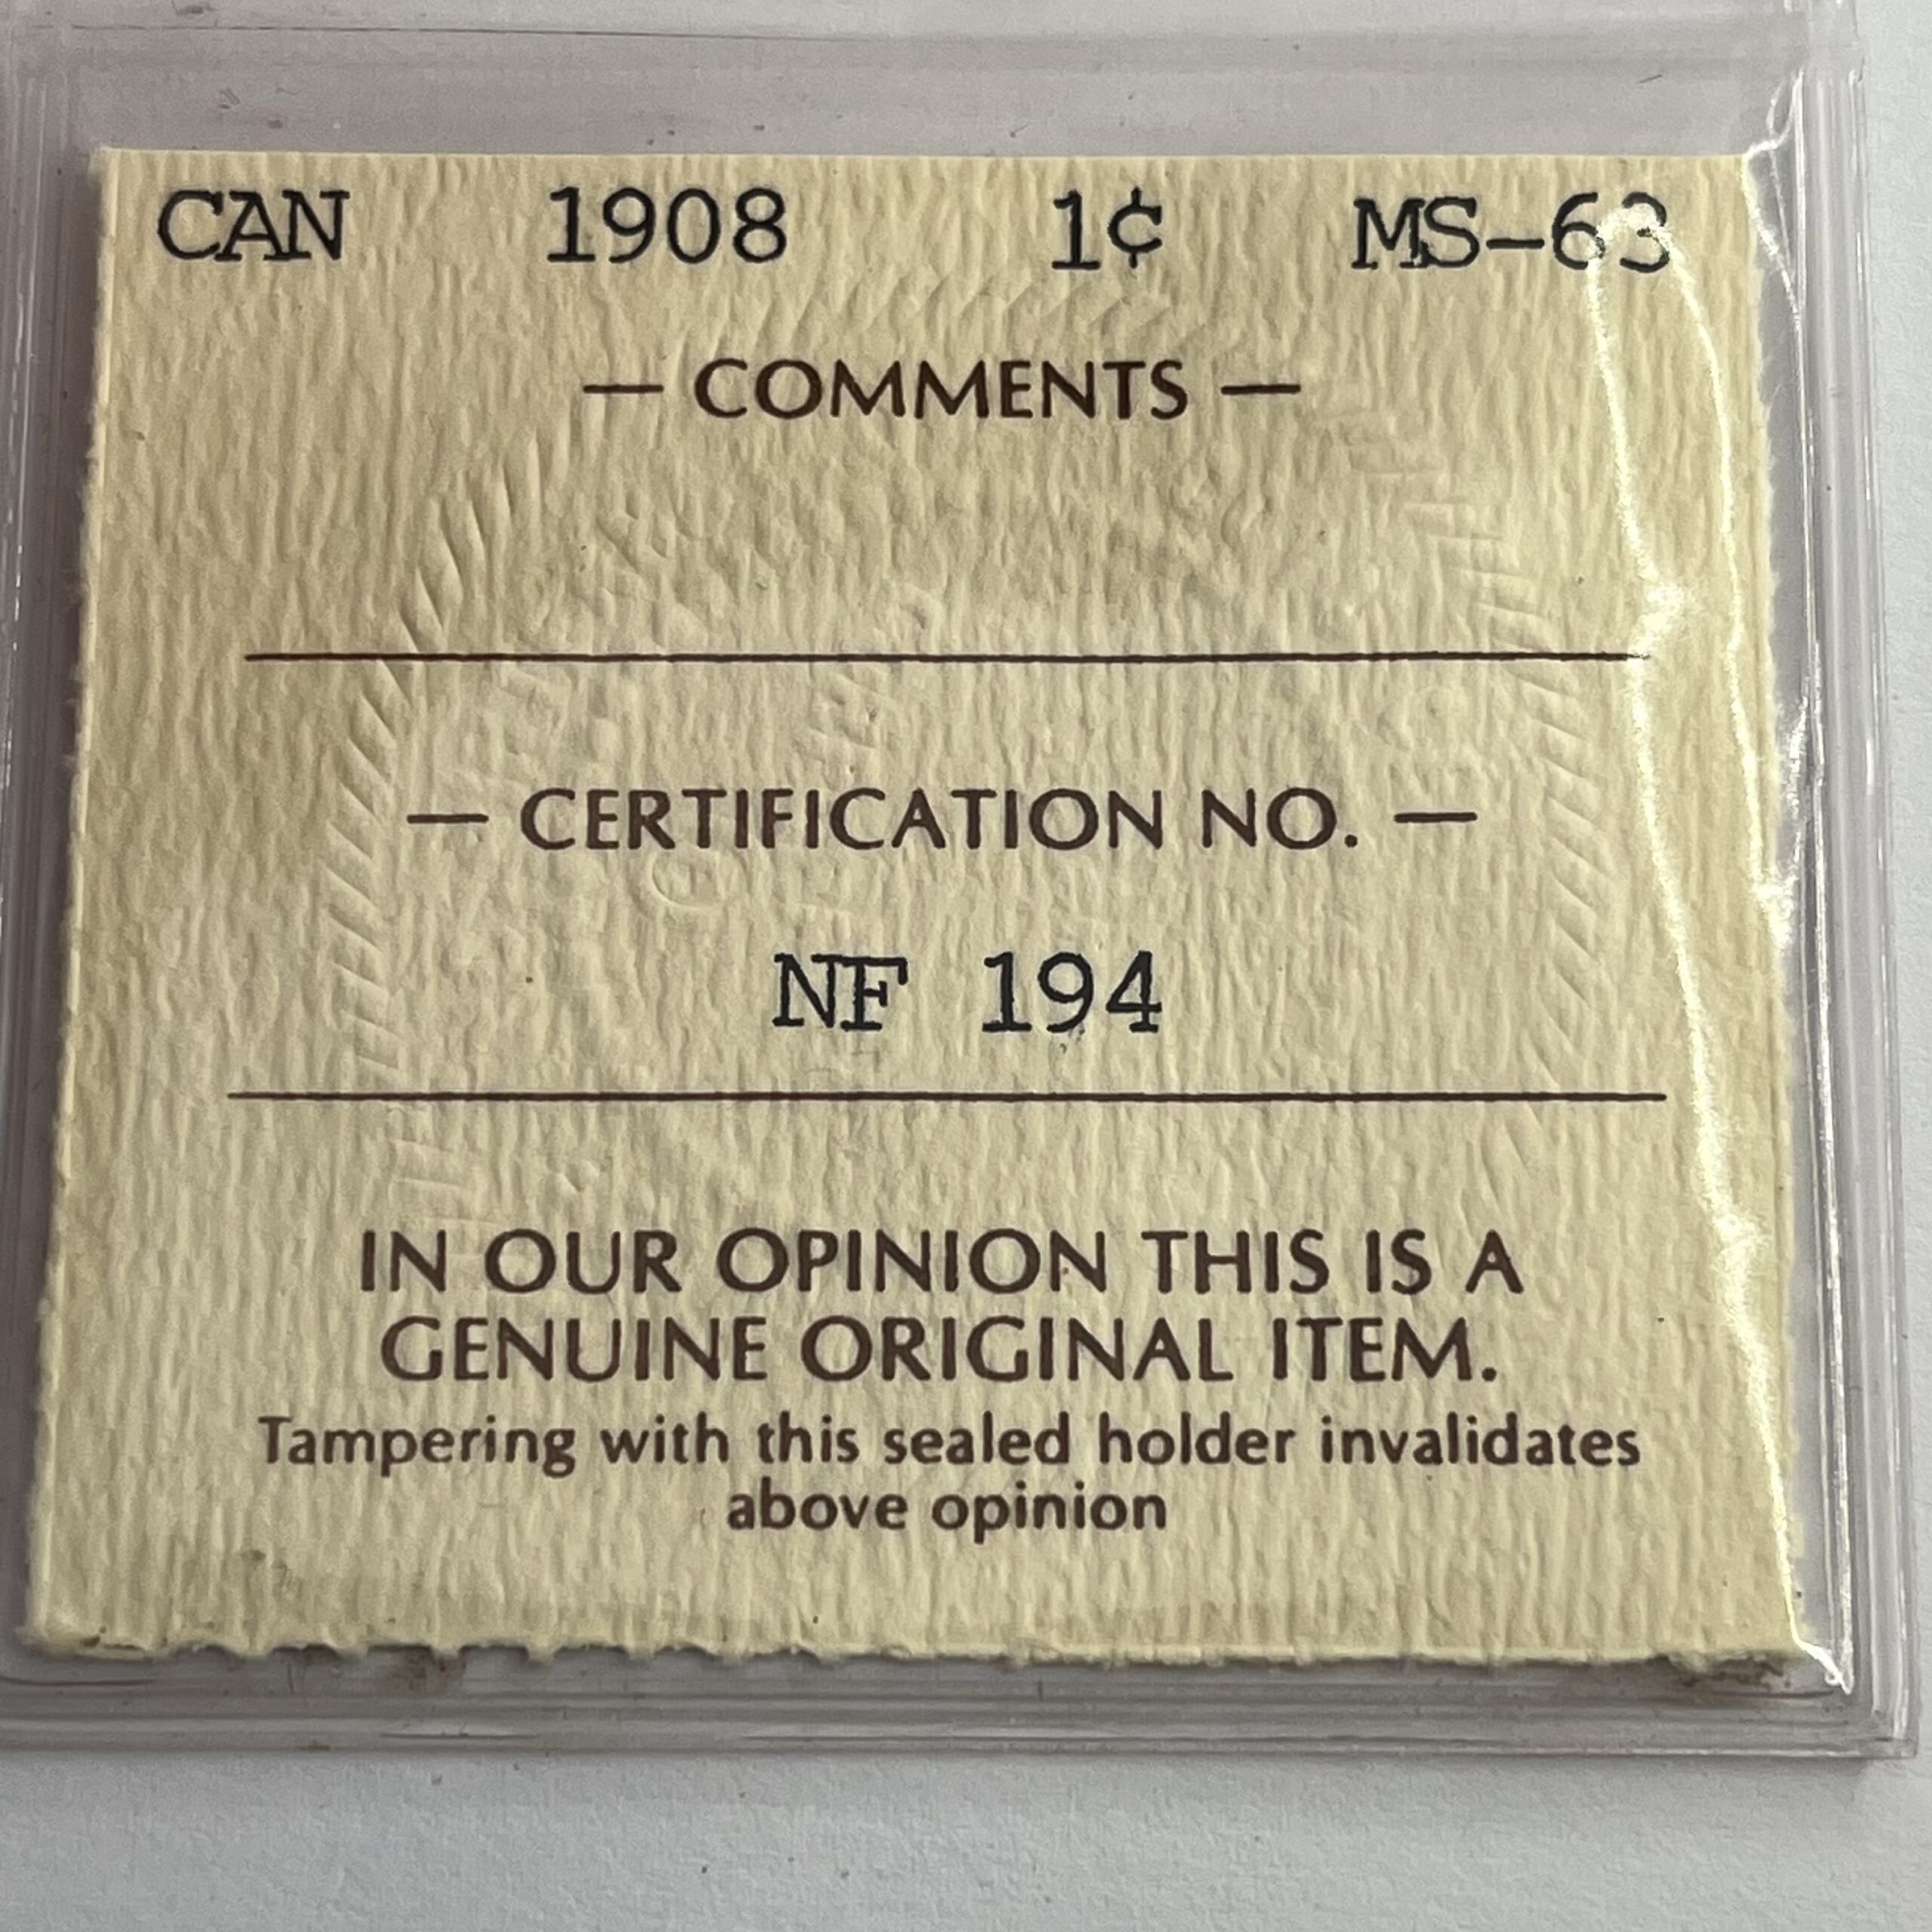 CAN 1908 1¢ MS-63
— COMMENTS —
— CERTIFICATION NO. —
NF 194
IN OUR OPINION THIS IS A
GENUINE ORIGINAL ITEM.
Tampering with this sealed holder invalidates
above opinion